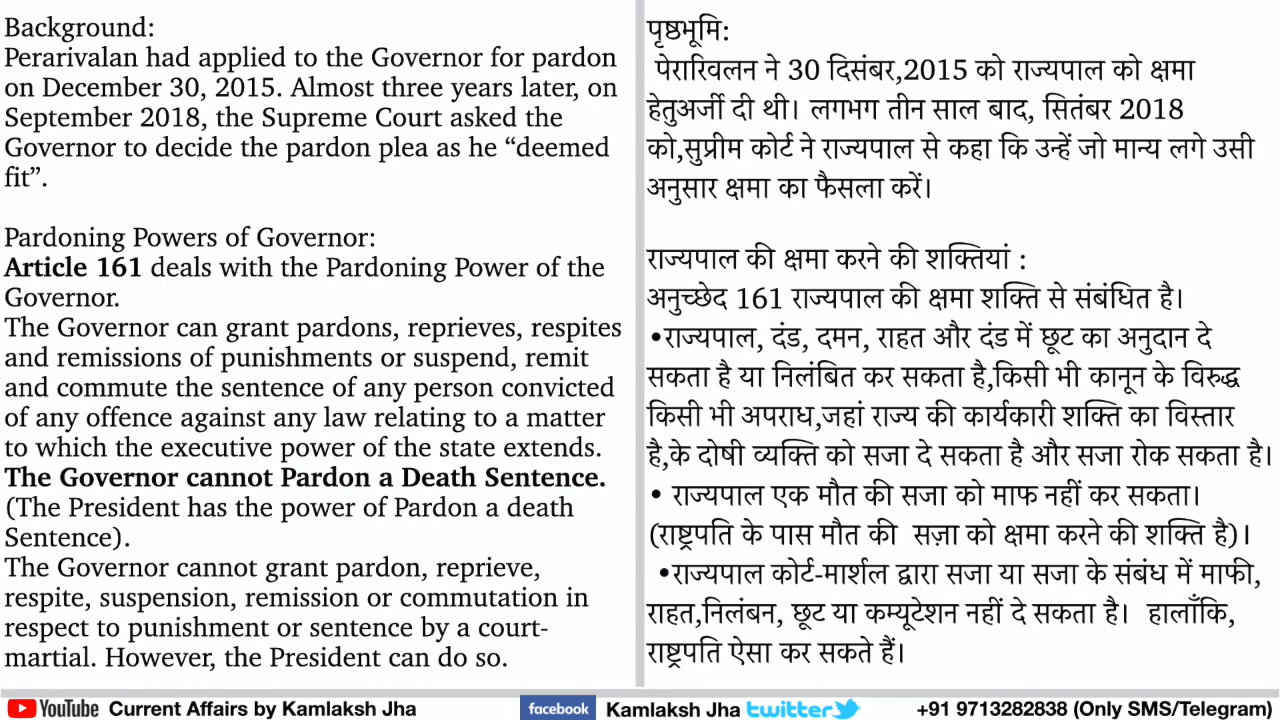 Background:
Perarivalan had applied to the Governor for pardon
on December 30, 2015. Almost three years later, on
September 2018, the Supreme Court asked the
Governor to decide the pardon plea as he “deemed
fit”.
Pardoning Powers of Governor:
Article 161 deals with the Pardoning Power of the
Governor.
The Governor can grant pardons, reprieves, respites
and remissions of punishments or suspend, remit
and commute the sentence of any person convicted
of any offence against any law relating to a matter
to which the executive power of the state extends.
The Governor cannot Pardon a Death Sentence.
(The President has the power of Pardon a death
Sentence).
The Governor cannot grant pardon, reprieve,
respite, suspension, remission or commutation in
respect to punishment or sentence by a court-
martial. However, the President can do so.
पृष्ठभूमि:
पेरारिवलन ने 30 दिसंबर,2015 को राज्यपाल को क्षमा
हेतुअर्जी दी थी। लगभग तीन साल बाद, सितंबर 2018
को,सुप्रीम कोर्ट ने राज्यपाल से कहा कि उन्हें जो मान्य लगे उसी
अनुसार क्षमा का फैसला करें।
राज्यपाल की क्षमा करने की शक्तियां :
अनुच्छेद 161 राज्यपाल की क्षमा शक्ति से संबंधित है।
•राज्यपाल, दंड, दमन, राहत और दंड में छूट का अनुदान दे
सकता है या निलंबित कर सकता है,किसी भी कानून के विरुद्ध
किसी भी अपराध,जहां राज्य की कार्यकारी शक्ति का विस्तार
है,के दोषी व्यक्ति को सजा दे सकता है और सजा रोक सकता है।
• राज्यपाल एक मौत की सजा को माफ नहीं कर सकता।
(राष्ट्रपति के पास मौत की सज़ा को क्षमा करने की शक्ति है)।
•राज्यपाल कोर्ट-मार्शल द्वारा सजा या सजा के संबंध में माफी,
राहत,निलंबन, छूट या कम्यूटेशन नहीं दे सकता है। हालाँकि,
राष्ट्रपति ऐसा कर सकते हैं।
YouTube Current Affairs by Kamlaksh Jha facebook Kamlaksh Jha twitter +91 9713282838 (Only SMS/Telegram)